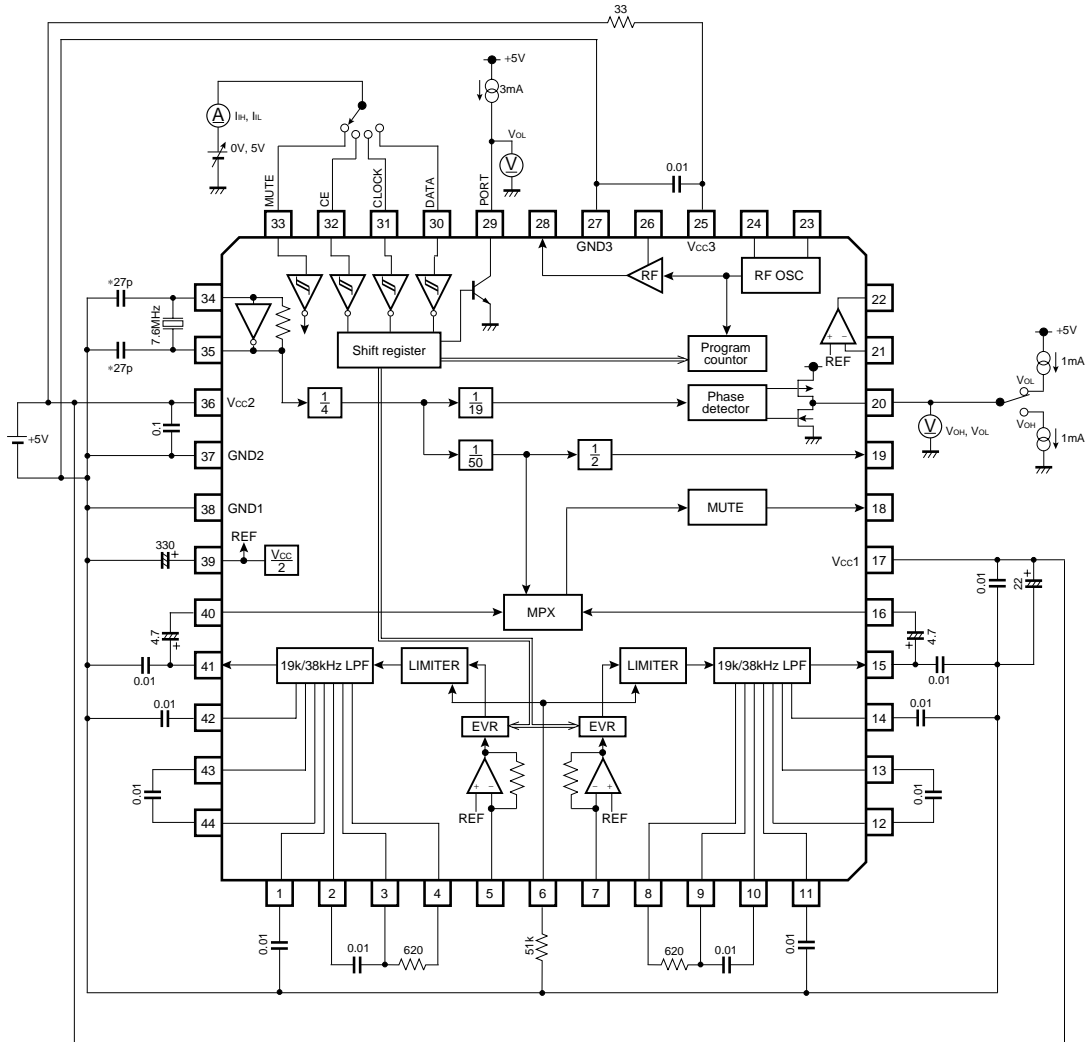 33
+5V
3mA
A
IIH, IIL
0V, 5V
VOL
V
0.01
MUTE
CE
CLOCK
DATA
PORT
33
32
31
30
29
28
27
26
25
24
23
GND3
VCC3
RF
RF OSC
*27p
34
7.6MHz
35
*27p
Shift register
Program
countor
22
+
−
REF
21
+5V
1mA
VOL
VOH
1mA
V
VOH, VOL
+5V
36
VCC2
0.1
37
GND2
1
4
1
19
Phase
detector
20
1
50
1
2
19
38
GND1
MUTE
18
330
+
39
REF
VCC
2
VCC1
17
0.01
22
+
40
MPX
16
4.7
+
4.7
+
41
0.01
19k/38kHz LPF
LIMITER
LIMITER
19k/38kHz LPF
15
0.01
0.01
42
EVR
EVR
14
0.01
43
0.01
44
+
−
REF
−
+
REF
13
0.01
12
1
2
3
4
5
6
7
8
9
10
11
0.01
0.01
620
51k
620
0.01
0.01